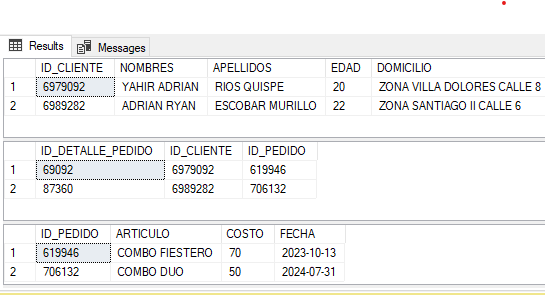 Results Messages
ID_CLIENTE NOMBRES APELLIDOS EDAD DOMICILIO
1 6979092 YAHIR ADRIAN RIOS QUISPE 20 ZONA VILLA DOLORES CALLE 8
2 6989282 ADRIAN RYAN ESCOBAR MURILLO 22 ZONA SANTIAGO II CALLE 6
ID_DETALLE_PEDIDO ID_CLIENTE ID_PEDIDO
1 69092 6979092 619946
2 87360 6989282 706132
ID_PEDIDO ARTICULO COSTO FECHA
1 619946 COMBO FIESTERO 70 2023-10-13
2 706132 COMBO DUO 50 2024-07-31